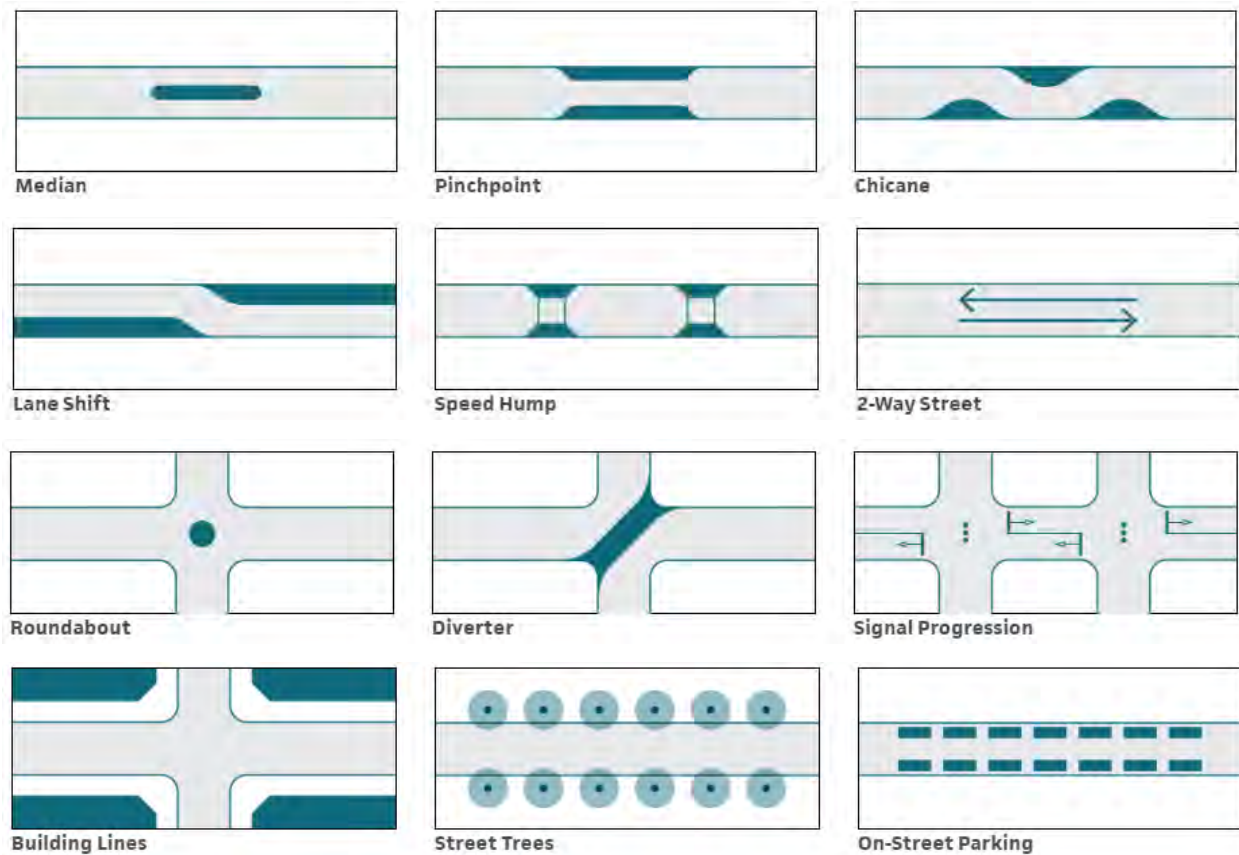 Median
Pinchpoint
Chicane
Lane Shift
Speed Hump
2-Way Street
Roundabout
Diverter
Signal Progression
Building Lines
Street Trees
On-Street Parking